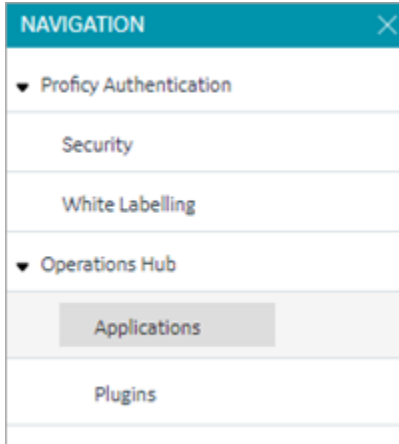 NAVIGATION
Proficy Authentication
Security
White Labelling
Operations Hub
Applications
Plugins